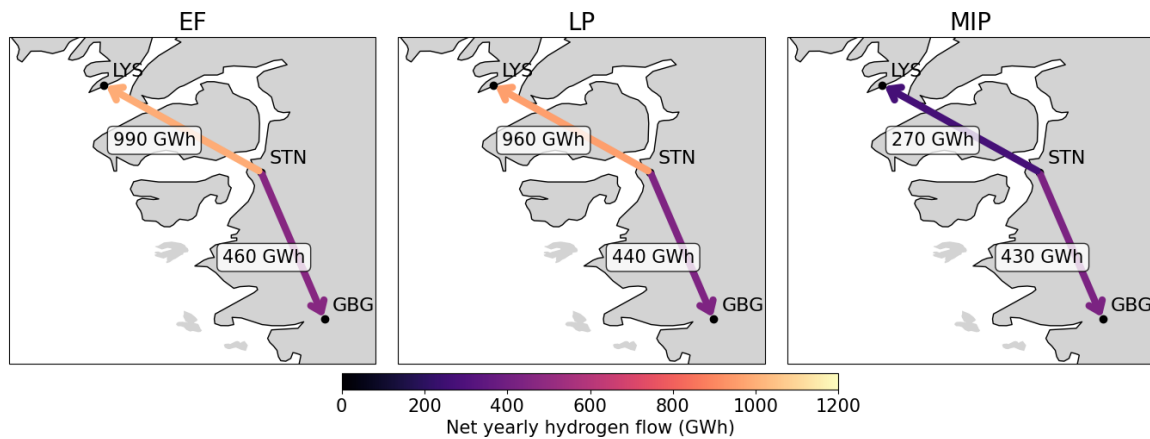 EF
LP
MIP
LYS
LYS
LYS
990 GWh
960 GWh
270 GWh
STN
STN
STN
460 GWh
440 GWh
430 GWh
GBG
GBG
GBG
0 200 400 600 800 1000 1200
Net yearly hydrogen flow (GWh)